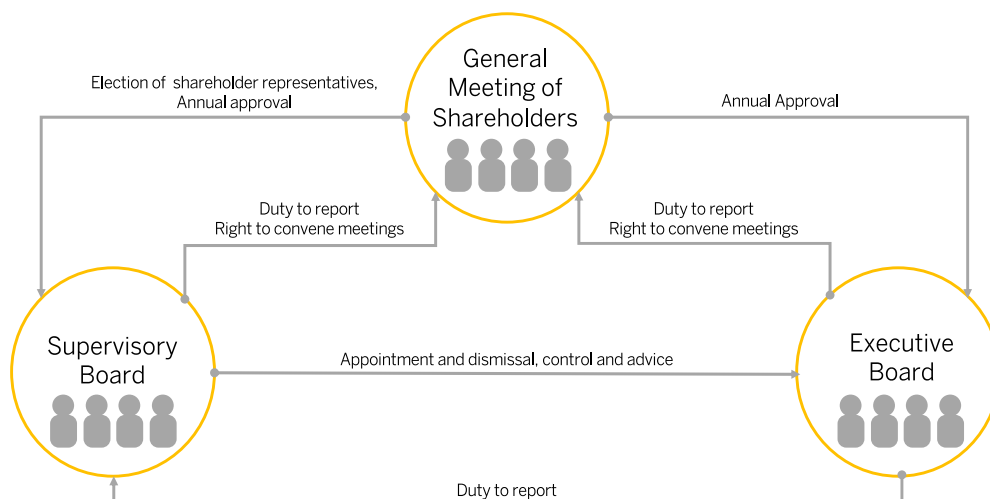 General
Meeting of
Shareholders
Election of shareholder representatives,
Annual approval
Annual Approval
Duty to report
Right to convene meetings
Duty to report
Right to convene meetings
Supervisory
Board
Appointment and dismissal, control and advice
Executive
Board
Duty to report